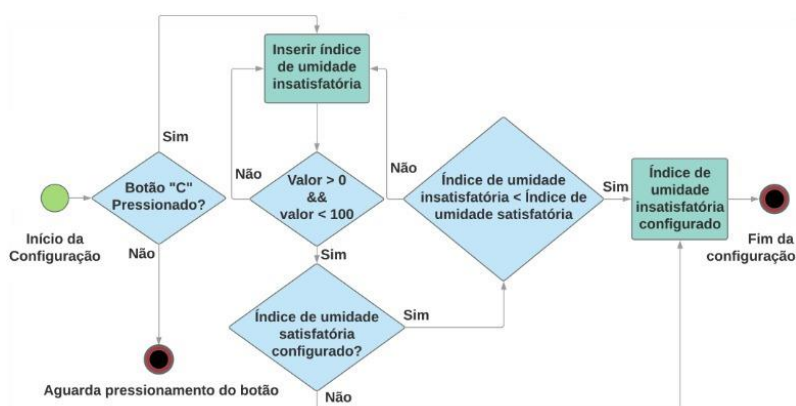 Inserir índice
de umidade
insatisfatória
Sim
Botão "C"
Pressionado?
Início da
Configuração
Não
Aguarda pressionamento do botão
Não
Valor > 0
&&
valor < 100
Sim
Índice de umidade
satisfatória
configurado?
Sim
Não
Não
Índice de umidade
insatisfatória < Índice de
umidade satisfatória
Sim
Índice de
umidade
insatisfatória
configurado
Fim da
configuração